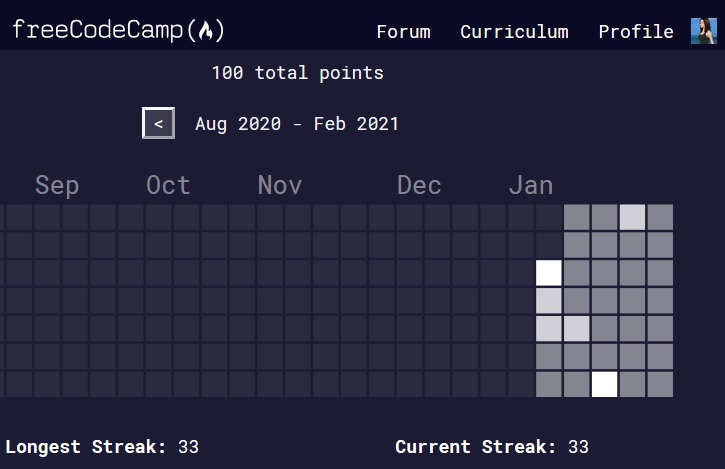 freeCodeCamp(🔥) Forum Curriculum Profile
100 total points
< Aug 2020 - Feb 2021
Sep Oct Nov Dec Jan
Longest Streak: 33 Current Streak: 33